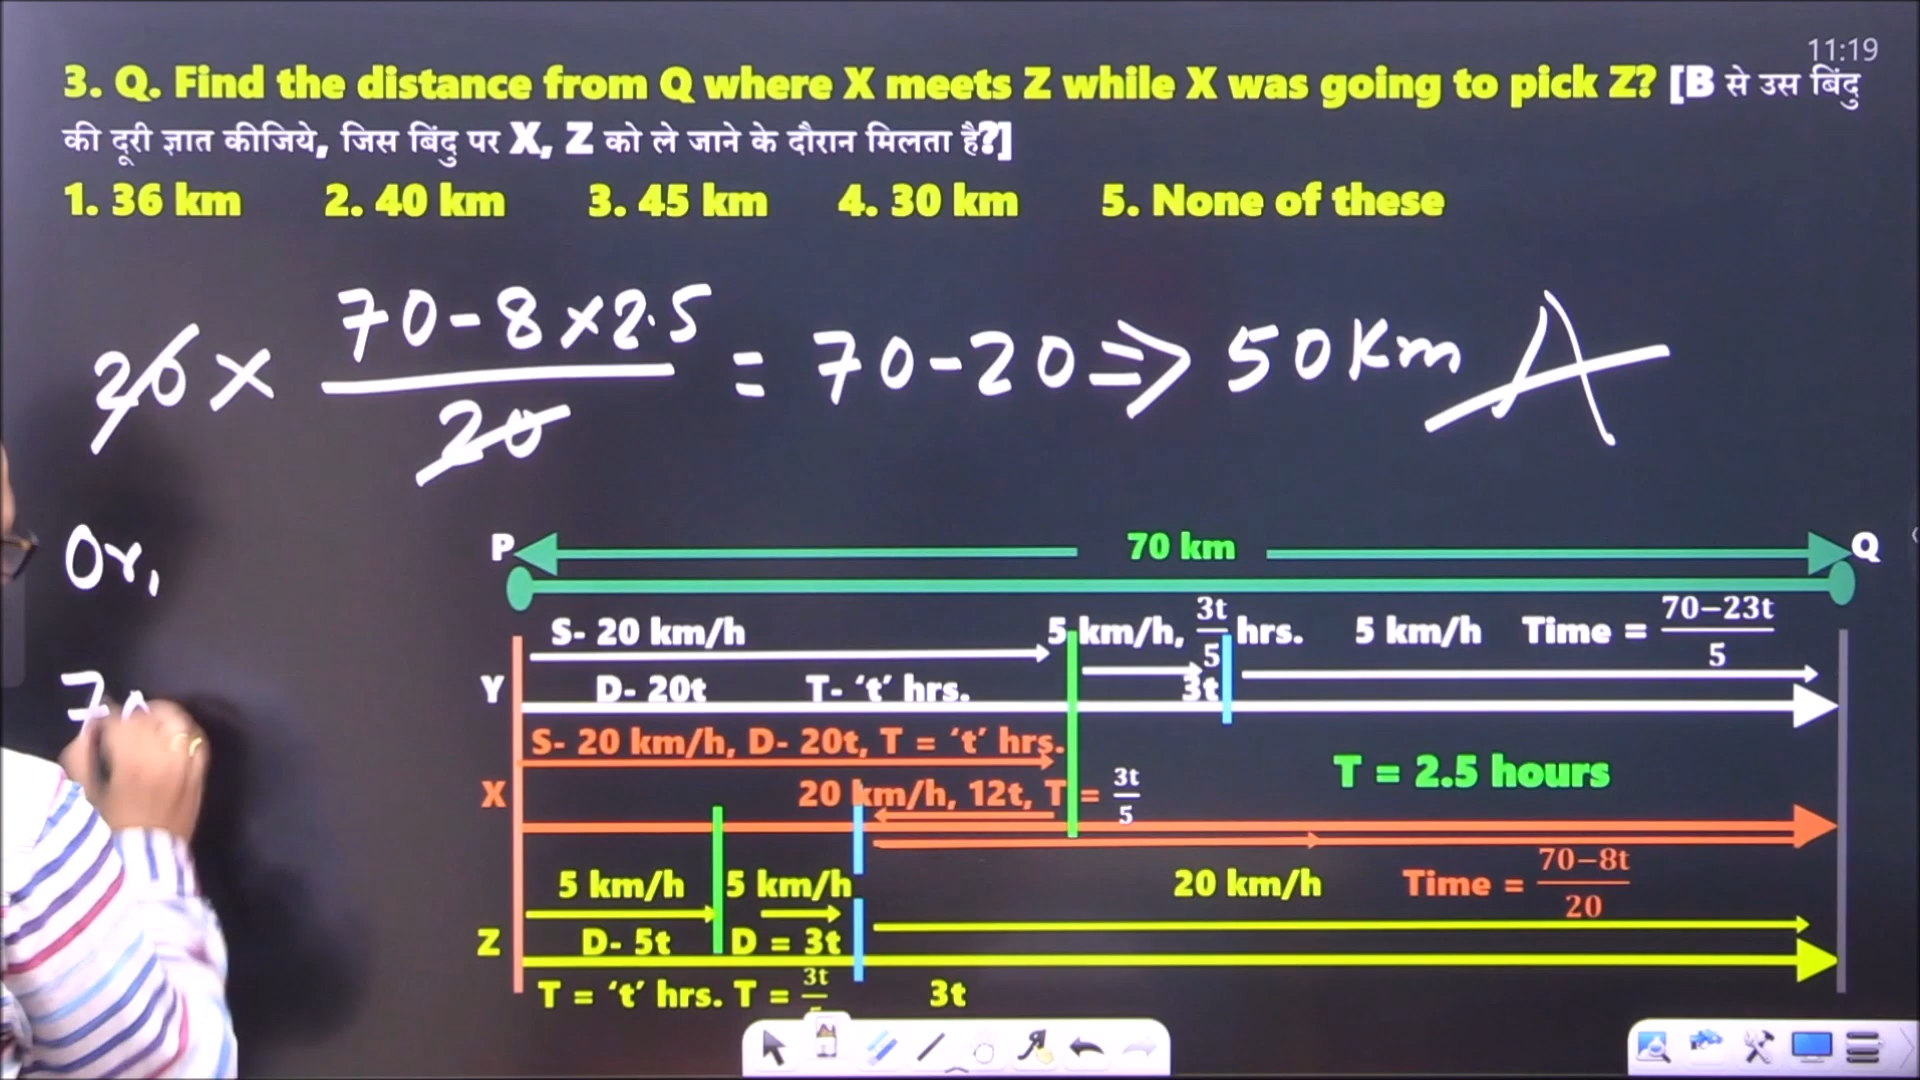 11:19
3. Q. Find the distance from Q where X meets Z while X was going to pick Z? [B से उस बिंदु
की दूरी ज्ञात कीजिये, जिस बिंदु पर X, Z को ले जाने के दौरान मिलता है?]
1. 36 km 2. 40 km 3. 45 km 4. 30 km 5. None of these
20 × (70-8×2.5)/20 = 70-20 ⇒ 50 Km A
Or,
70
P 70 km Q
S- 20 km/h 5 km/h, 3t/5 hrs. 5 km/h Time = 70−23t/5
Y D- 20t T- ‘t’ hrs. 3t
S- 20 km/h, D- 20t, T = ‘t’ hrs.
T = 2.5 hours
X 20 km/h, 12t, T = 3t/5
5 km/h 5 km/h 20 km/h Time = 70−8t/20
Z D- 5t D = 3t
T = ‘t’ hrs. T = 3t/5 3t